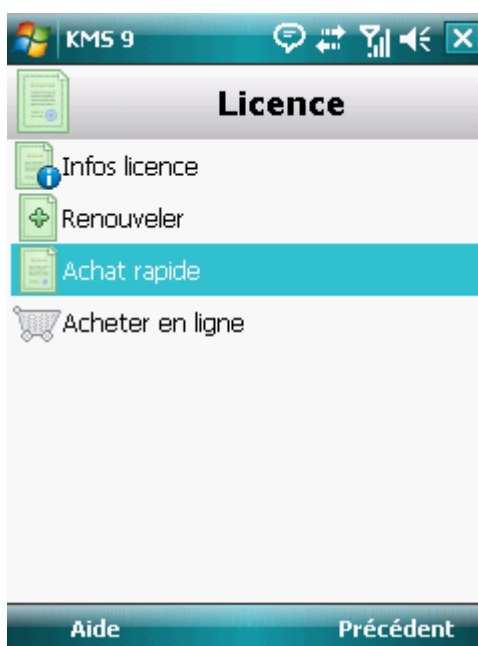 KMS 9
Licence
Infos licence
Renouveler
Achat rapide
Acheter en ligne
Aide Précédent